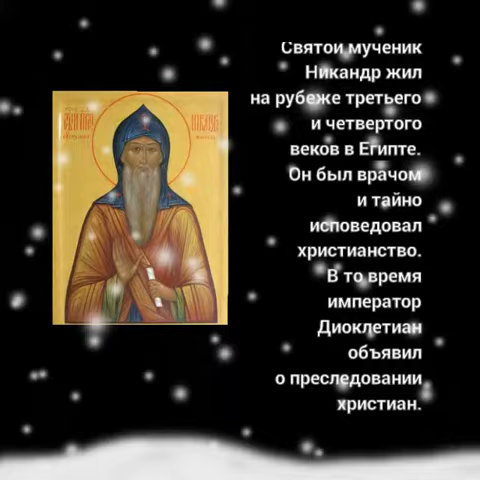 Святой мученик
Никандр жил
на рубеже третьего
и четвертого
веков в Египте.
Он был врачом
и тайно
исповедовал
христианство.
В то время
император
Диоклетиан
объявил
о преследовании
христиан.